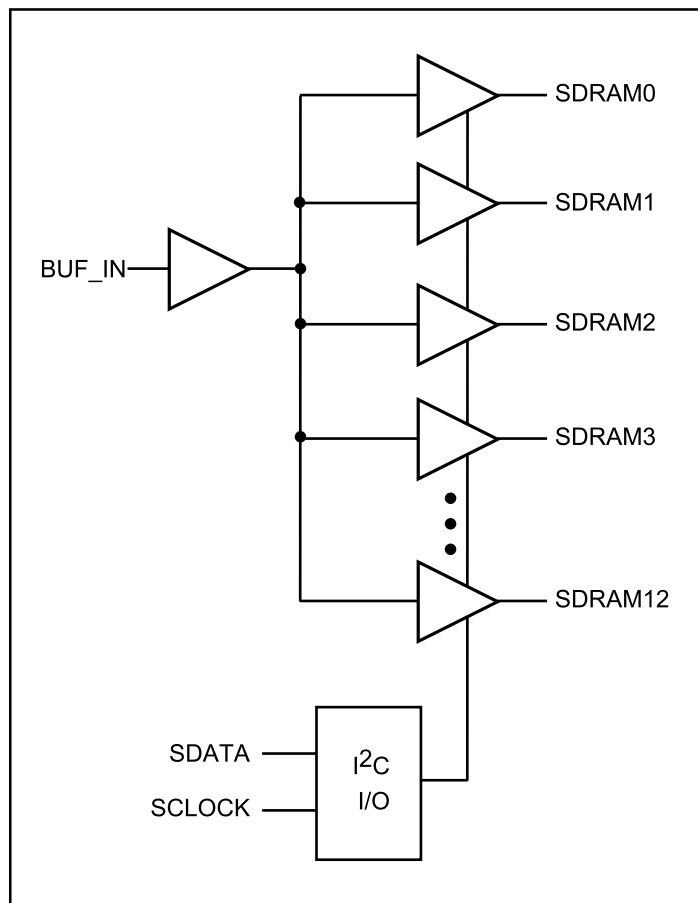 SDRAM0
SDRAM1
BUF_IN
SDRAM2
SDRAM3
SDRAM12
SDATA
I²C
I/O
SCLOCK